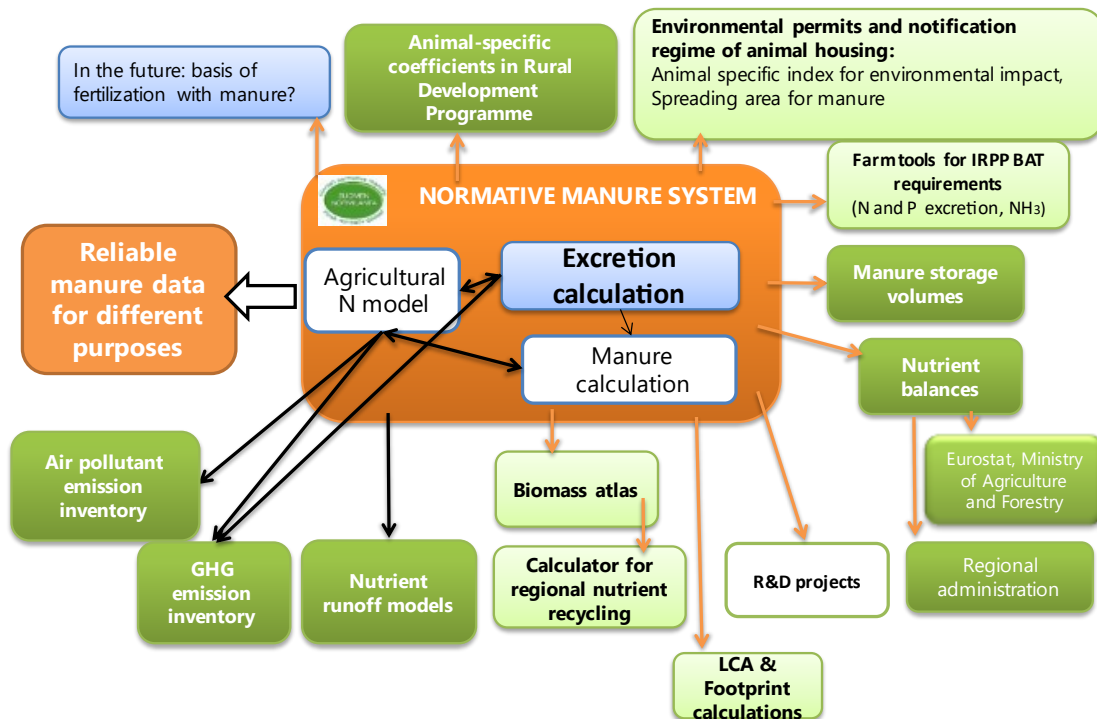 In the future: basis of
fertilization with manure?
Animal-specific
coefficients in Rural
Development
Programme
Environmental permits and notification
regime of animal housing:
Animal specific index for environmental impact,
Spreading area for manure
Farm tools for IRPP BAT
requirements
(N and P excretion, NH3)
SUOMEN
NORMILANTA
NORMATIVE MANURE SYSTEM
Reliable
manure data
for different
purposes
Agricultural
N model
Excretion
calculation
Manure
calculation
Manure storage
volumes
Nutrient
balances
Eurostat, Ministry
of Agriculture
and Forestry
Regional
administration
Air pollutant
emission
inventory
GHG
emission
inventory
Nutrient
runoff models
Biomass atlas
Calculator for
regional nutrient
recycling
R&D projects
LCA &
Footprint
calculations